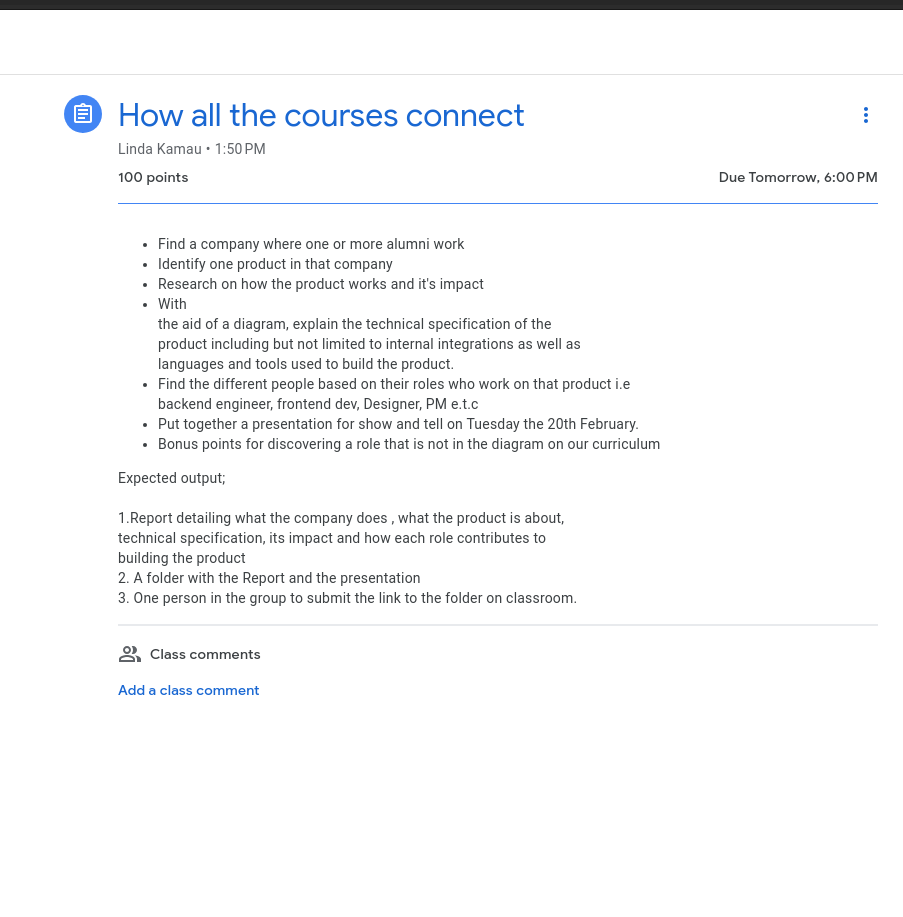 How all the courses connect
Linda Kamau • 1:50 PM
100 points
Due Tomorrow, 6:00 PM
• Find a company where one or more alumni work
• Identify one product in that company
• Research on how the product works and it's impact
• With
the aid of a diagram, explain the technical specification of the
product including but not limited to internal integrations as well as
languages and tools used to build the product.
• Find the different people based on their roles who work on that product i.e
backend engineer, frontend dev, Designer, PM e.t.c
• Put together a presentation for show and tell on Tuesday the 20th February.
• Bonus points for discovering a role that is not in the diagram on our curriculum
Expected output;
1.Report detailing what the company does , what the product is about,
technical specification, its impact and how each role contributes to
building the product
2. A folder with the Report and the presentation
3. One person in the group to submit the link to the folder on classroom.
Class comments
Add a class comment